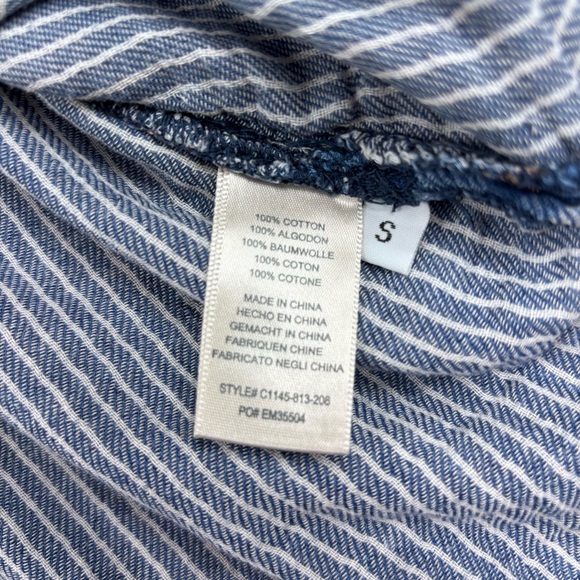 100% COTTON
100% ALGODON
100% BAUMWOLLE
100% COTON
100% COTONE
MADE IN CHINA
HECHO EN CHINA
GEMACHT IN CHINA
FABRIQUEN CHINE
FABRICATO NEGLI CHINA
STYLE# C1145-813-208
PO# EM35504
S